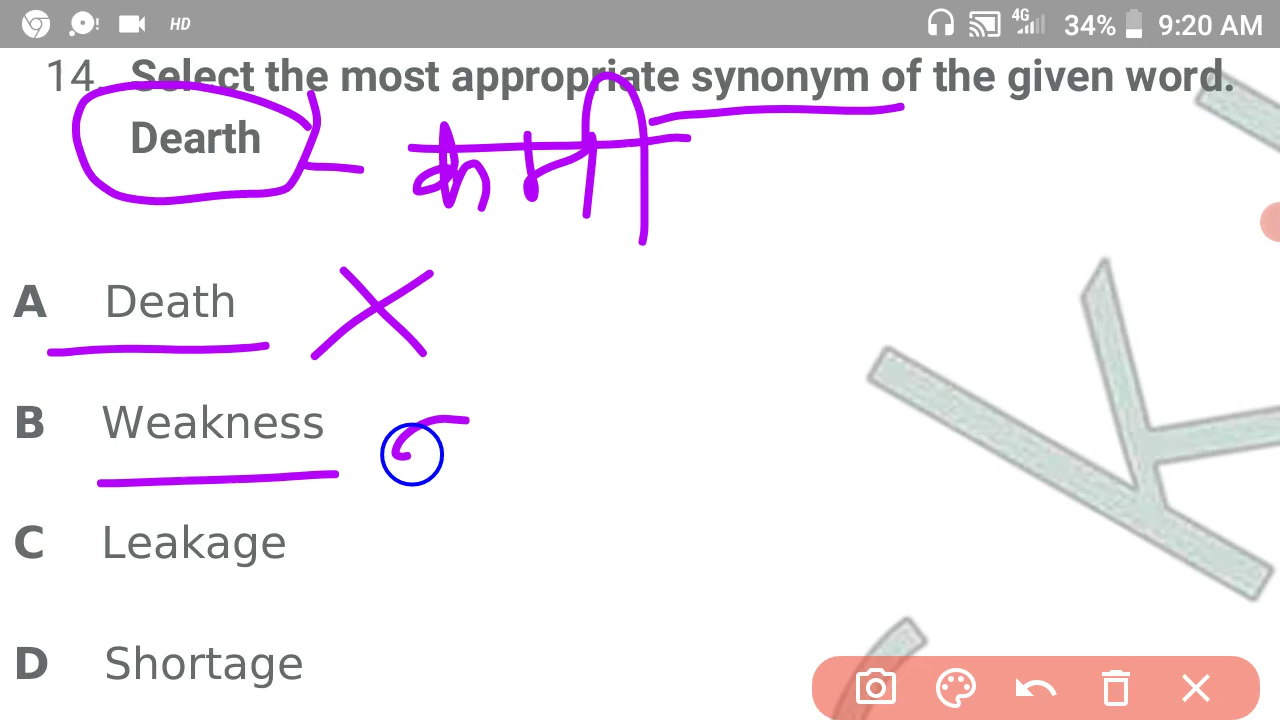 HD 4G 34% 9:20 AM
14. Select the most appropriate synonym of the given word.
Dearth कमी
A Death
B Weakness
C Leakage
D Shortage
K